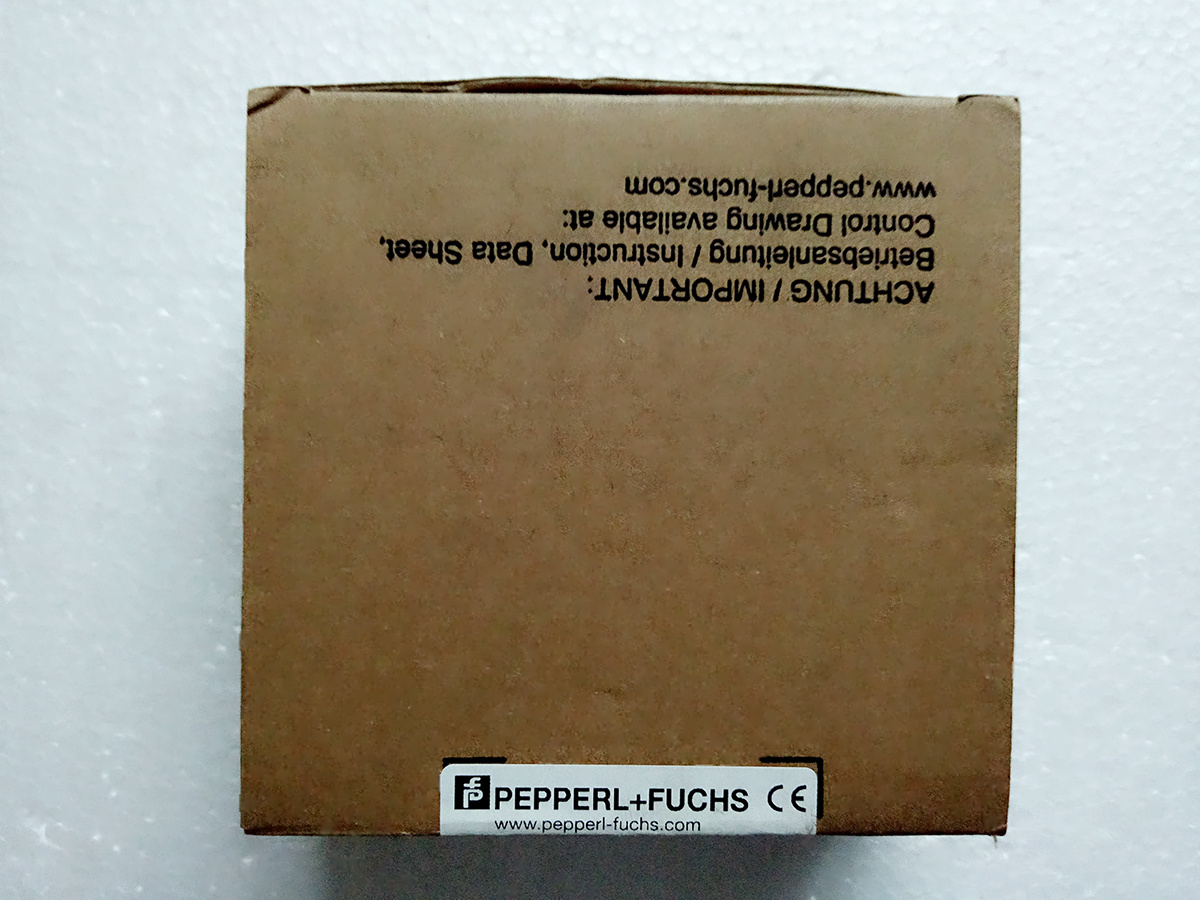 ACHTUNG / IMPORTANT:
Betriebsanleitung / Instruction, Data Sheet,
Control Drawing available at:
www.pepperl-fuchs.com
PEPPERL+FUCHS CE
www.pepperl-fuchs.com